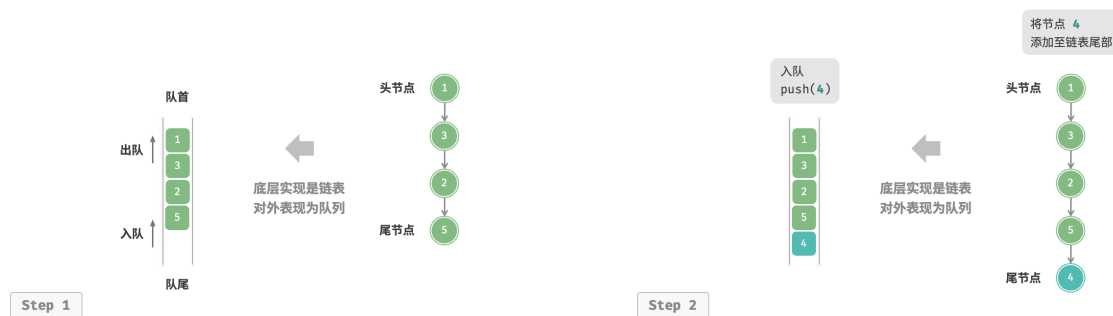 队首
出队
1
3
2
5
入队
队尾
底层实现是链表
对外表现为队列
头节点
1
3
2
尾节点
5
Step 1
将节点 4
添加至链表尾部
入队
push(4)
1
3
2
5
4
底层实现是链表
对外表现为队列
头节点
1
3
2
5
尾节点
4
Step 2